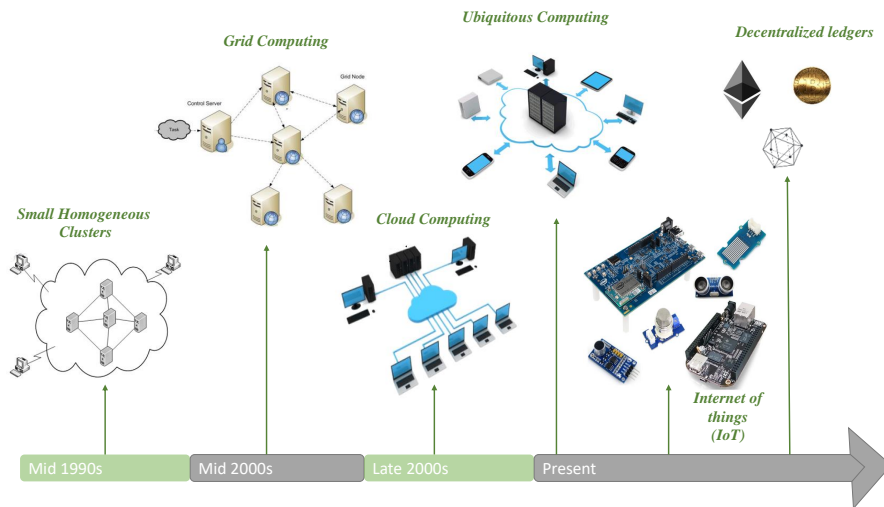 Ubiquitous Computing
Decentralized ledgers
Grid Computing
Grid Node
Control Server
Task
Small Homogeneous
Clusters
Cloud Computing
Internet of
things
(IoT)
Mid 1990s
Mid 2000s
Late 2000s
Present